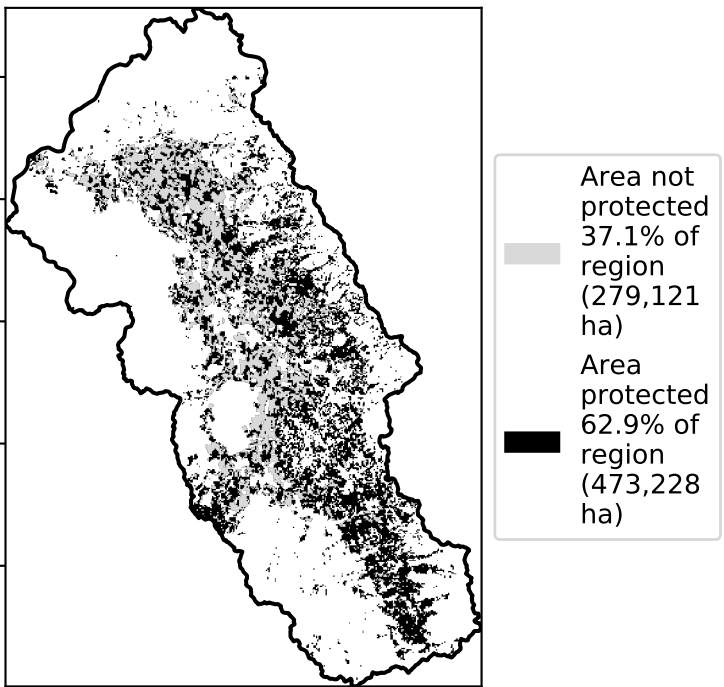 Area not
protected
37.1% of
region
(279,121
ha)
Area
protected
62.9% of
region
(473,228
ha)